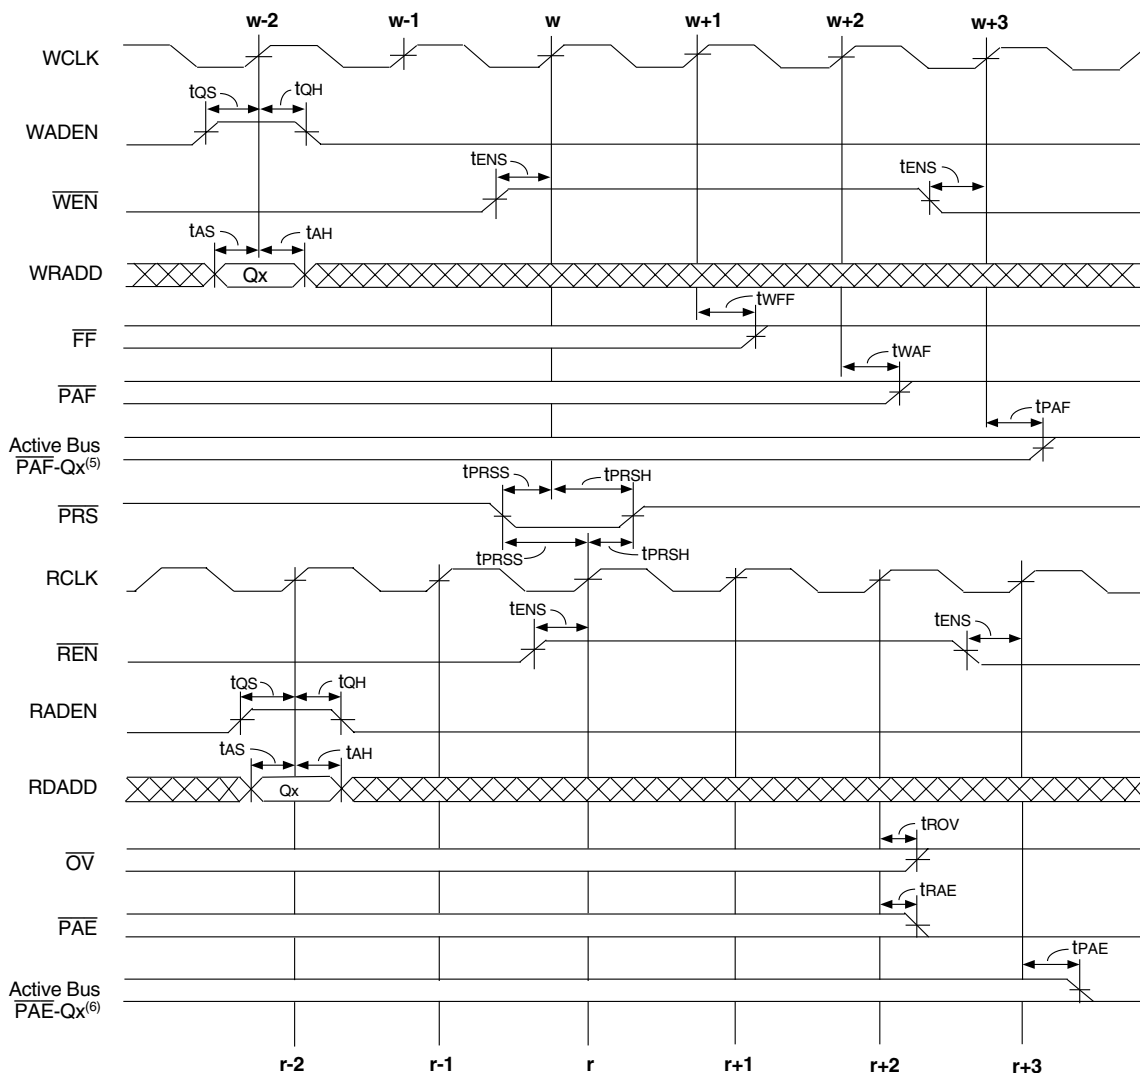 w-2 w-1 w w+1 w+2 w+3
WCLK
tQS tQH
WADEN
tENS tENS
WEN
tAS tAH
WRADD Qx
tWFF
FF
tWAF
PAF
tPAF
Active Bus
PAF-Qx(5)
tPRSS tPRSH
PRS
tPRSS tPRSH
RCLK
tENS tENS
REN
tQS tQH
RADEN
tAS tAH
RDADD Qx
tROV
OV
tRAE
PAE
tPAE
Active Bus
PAE-Qx(6)
r-2 r-1 r r+1 r+2 r+3